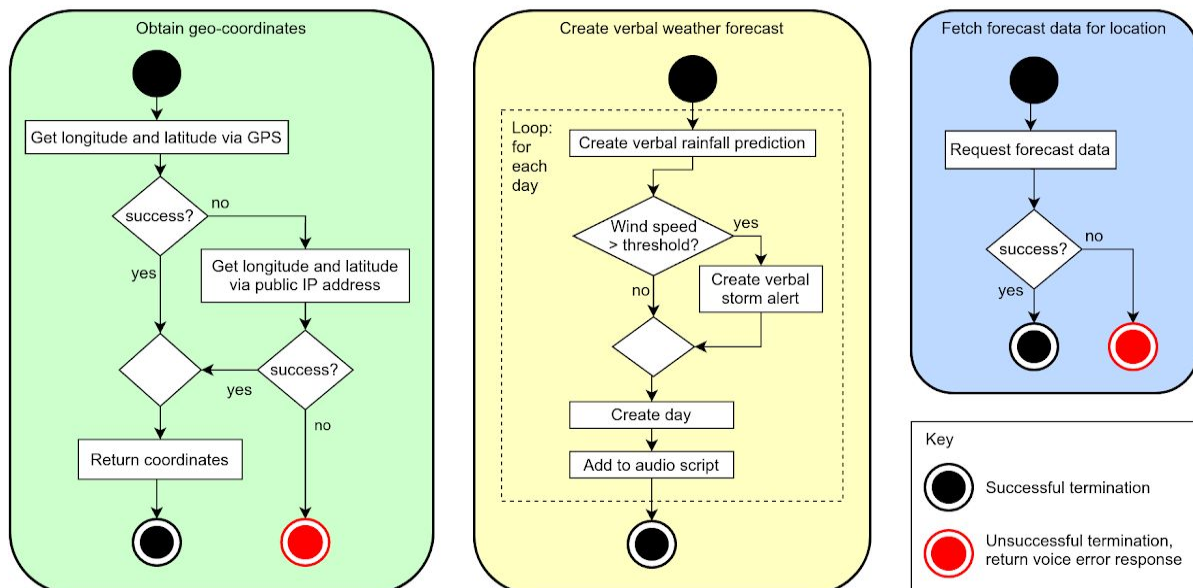 Obtain geo-coordinates
Get longitude and latitude via GPS
success?
no
yes
Get longitude and latitude
via public IP address
success?
yes
no
Return coordinates
Create verbal weather forecast
Loop:
for
each
day
Create verbal rainfall prediction
Wind speed
> threshold?
yes
no
Create verbal
storm alert
Create day
Add to audio script
Fetch forecast data for location
Request forecast data
success?
no
yes
Key
Successful termination
Unsuccessful termination,
return voice error response